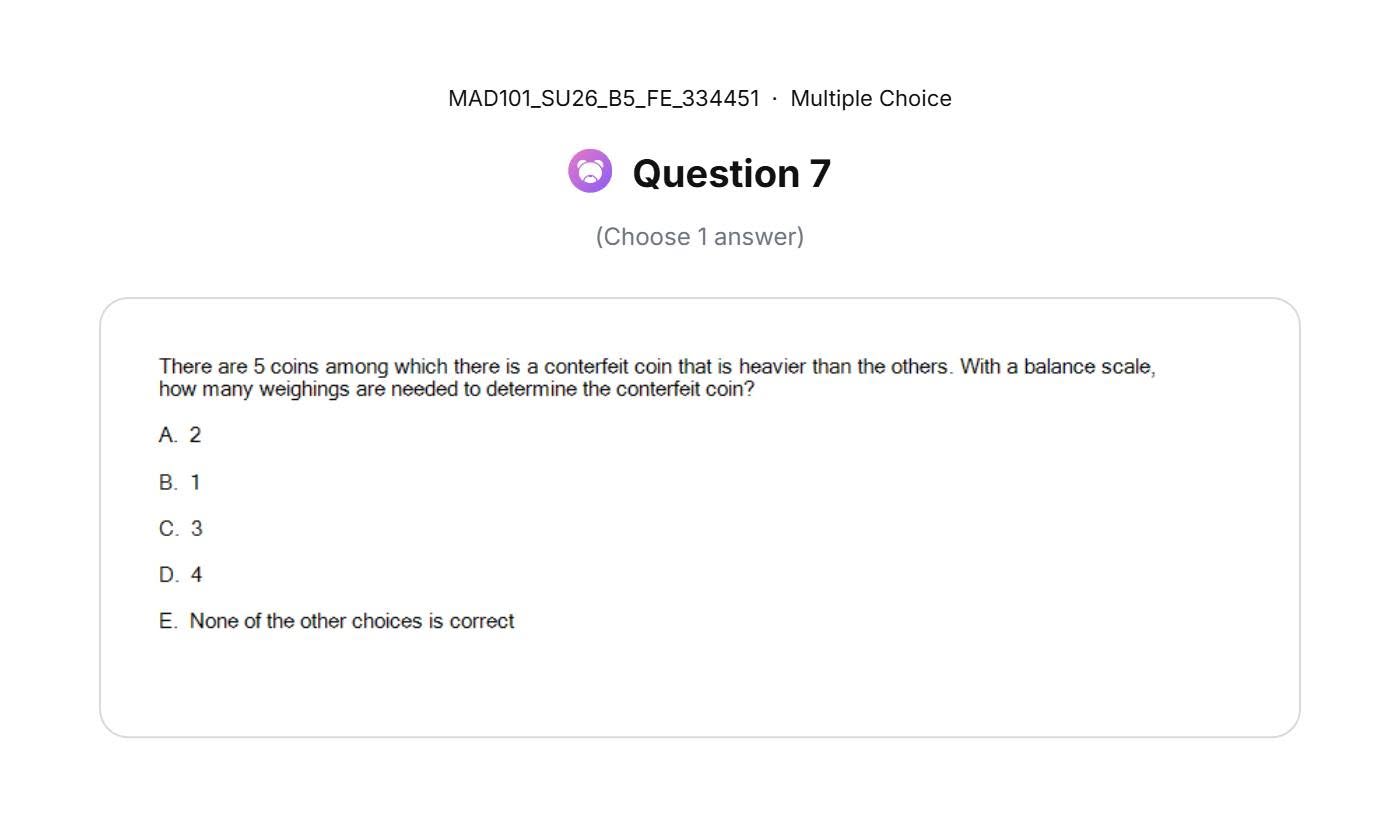 MAD101_SU26_B5_FE_334451 · Multiple Choice
Question 7
(Choose 1 answer)
There are 5 coins among which there is a conterfeit coin that is heavier than the others. With a balance scale,
how many weighings are needed to determine the conterfeit coin?
A. 2
B. 1
C. 3
D. 4
E. None of the other choices is correct